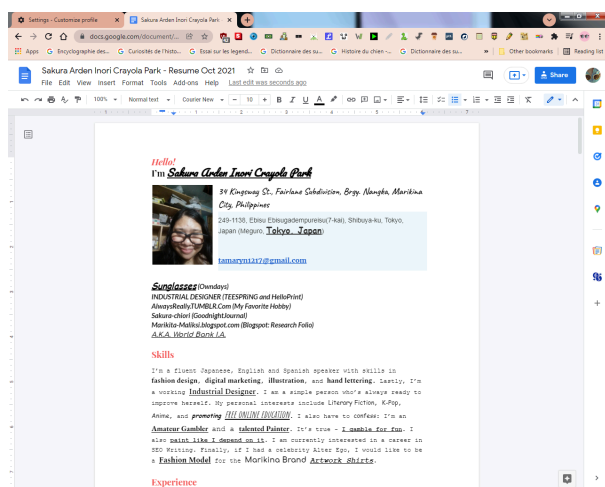 Settings - Customize profile
Sakura Arden Inori Crayola Park
docs.google.com/document/...
Apps
G Encyclographie des...
G Curiosités de l'histo...
G Essai sur les legend...
G Dictionnaire des su...
G Histoire du chien –...
G Dictionnaire des su...
»
Other bookmarks
Reading list
Sakura Arden Inori Crayola Park - Resume Oct 2021
File Edit View Insert Format Tools Add-ons Help Last edit was seconds ago
Share
100% Normal text Courier New − 10 + B I U A
Hello!
I'm Sakura Arden Inori Crayola Park
34 Kingsway St., Fairlane Subdivision, Brgy. Nangka, Marikina
City, Philippines
249-1138, Ebisu Ebisugadempureisu(7-kai), Shibuya-ku, Tokyo,
Japan (Meguro, Tokyo, Japan)
tamaryn1217@gmail.com
Sunglasses (Owndays)
INDUSTRIAL DESIGNER (TEESPRING and HelloPrint)
AlwaysReally.TUMBLR.Com (My Favorite Hobby)
Sakura-chiori (GoodnightJournal)
Marikita-Maliksi.blogspot.com (Blogspot: Research Folio)
A.K.A. World Bank I.A.
Skills
I'm a fluent Japanese, English and Spanish speaker with skills in
fashion design, digital marketing, illustration, and hand lettering. Lastly, I'm
a working Industrial Designer. I am a simple person who's always ready to
improve herself. My personal interests include Literary Fiction, K-Pop,
Anime, and promoting FREE ONLINE EDUCATION. I also have to confess: I'm an
Amateur Gambler and a talented Painter. It's true – I gamble for fun. I
also paint like I depend on it. I am currently interested in a career in
SEO Writing. Finally, if I had a celebrity Alter Ego, I would like to be
a Fashion Model for the Marikina Brand Artwork Shirts.
Experience